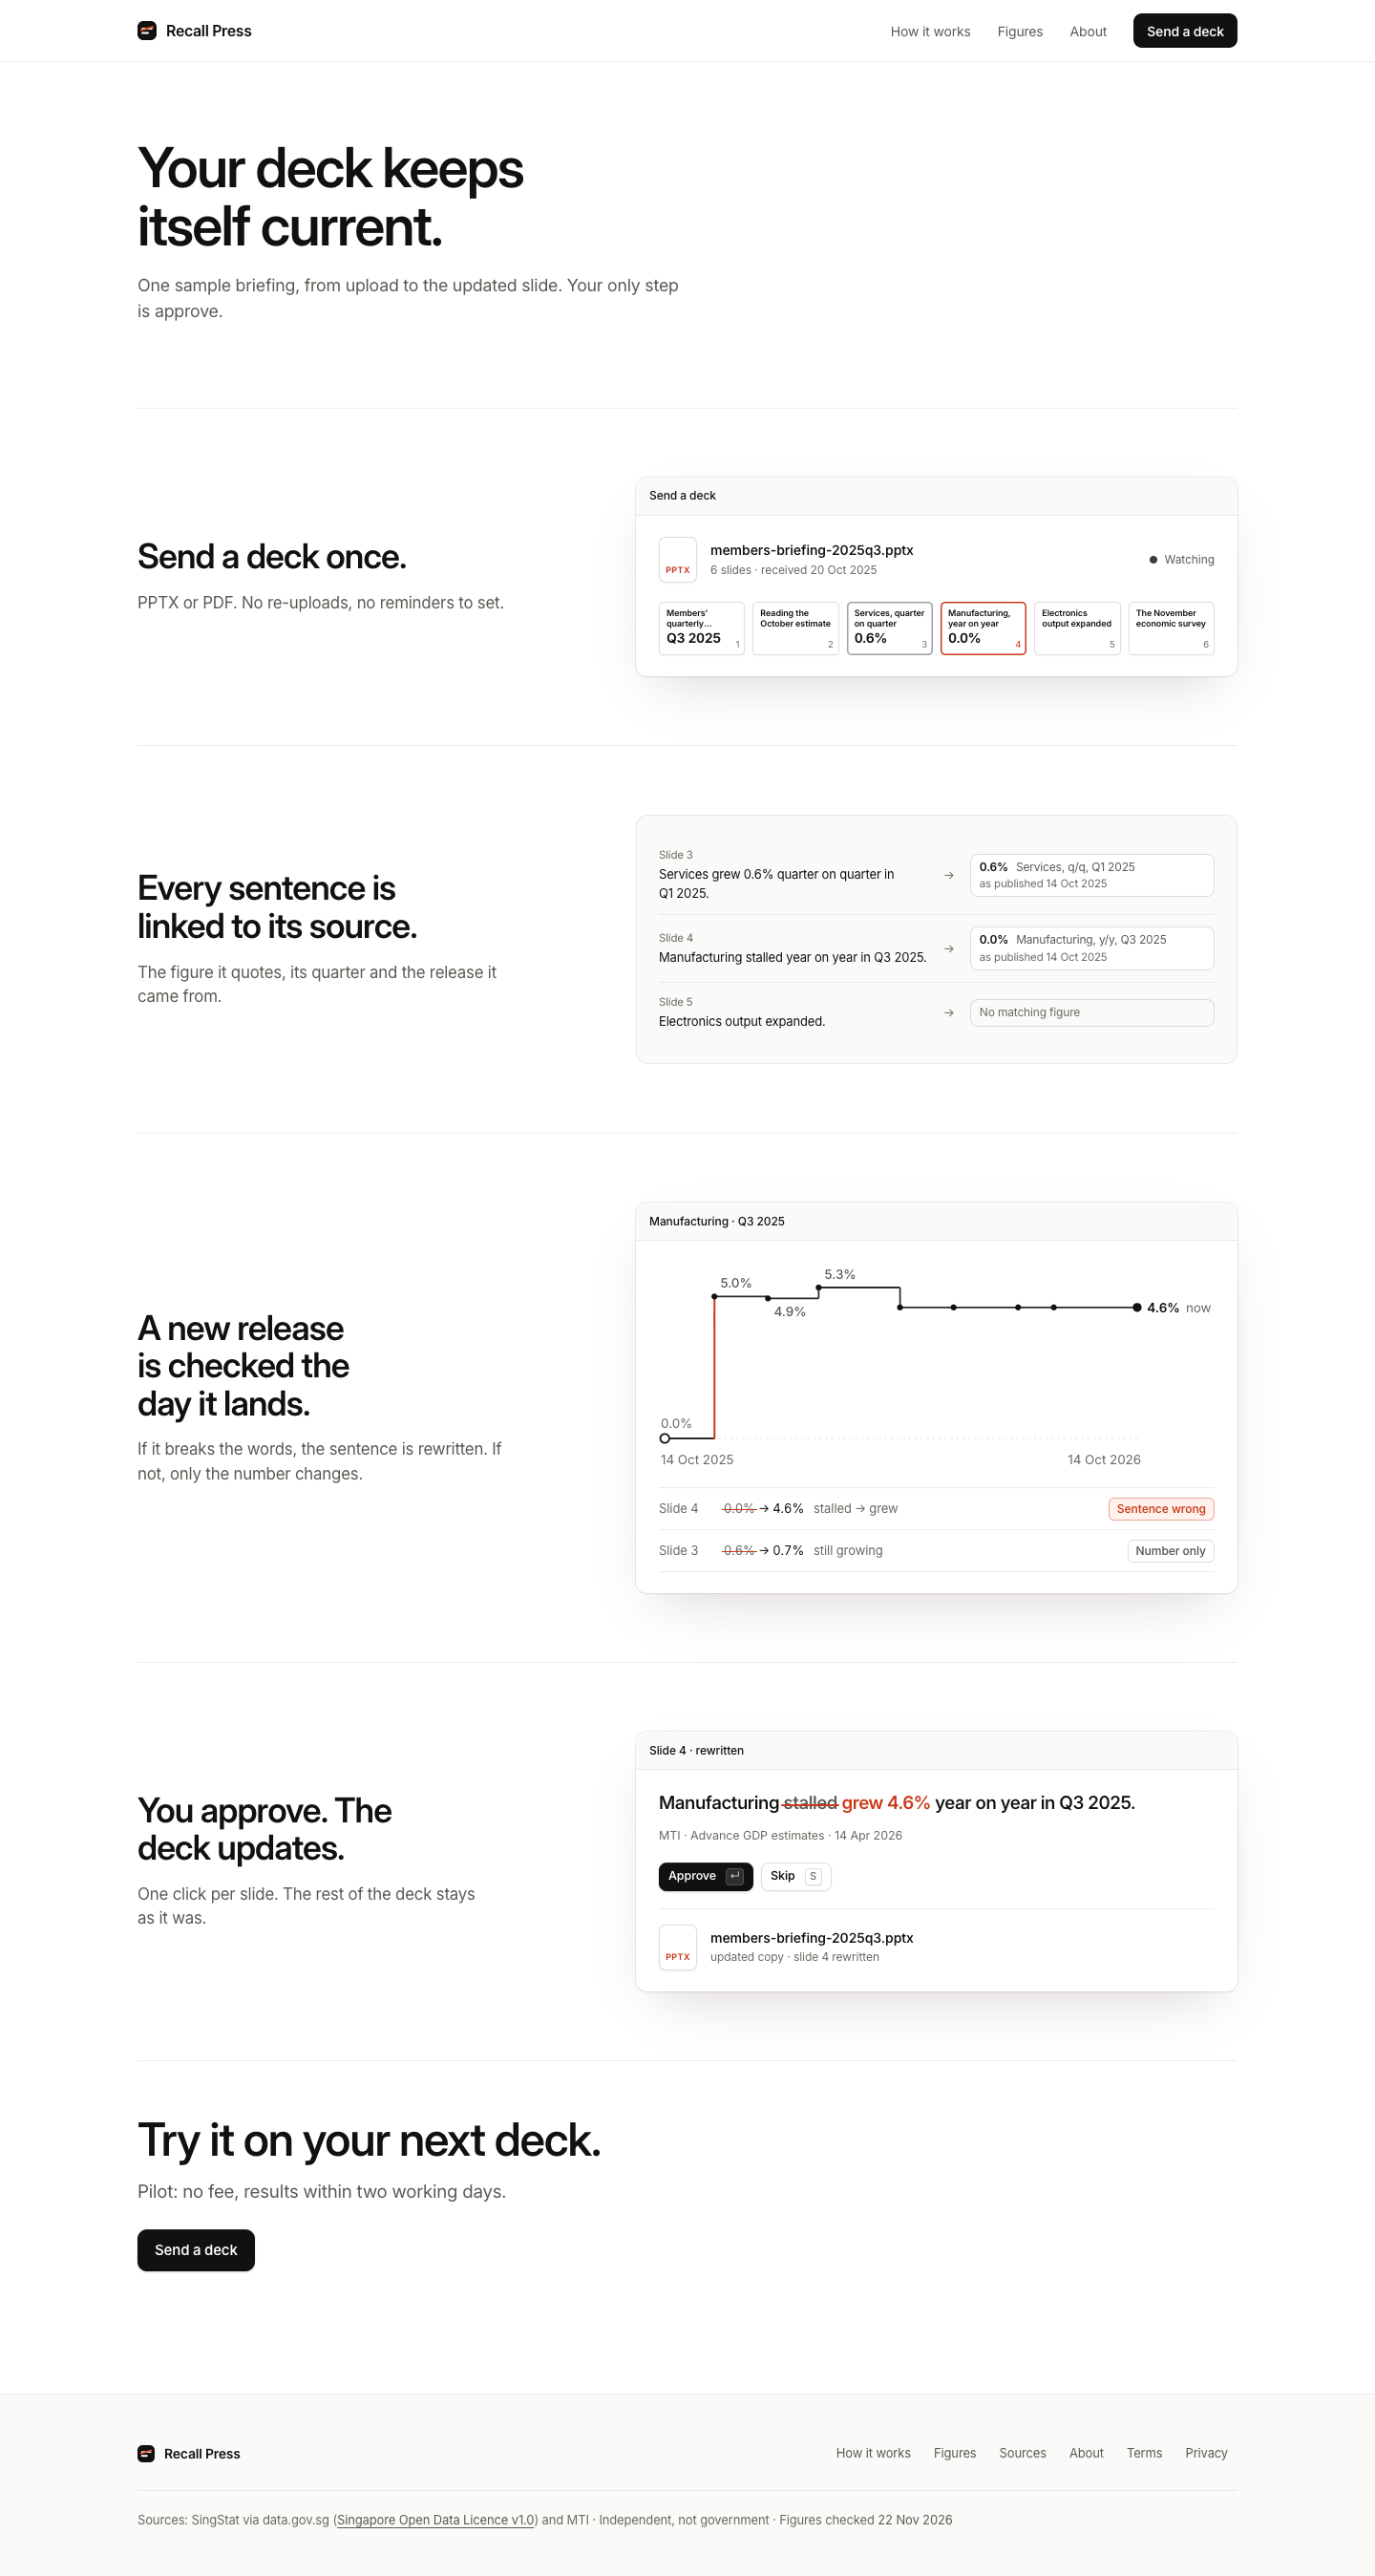 Recall Press
How it works
Figures
About
Send a deck
Your deck keeps
itself current.
One sample briefing, from upload to the updated slide. Your only step
is approve.
Send a deck once.
PPTX or PDF. No re-uploads, no reminders to set.
Send a deck
PPTX
members-briefing-2025q3.pptx
6 slides · received 20 Oct 2025
Watching
Members'
quarterly…
Q3 2025
1
Reading the
October estimate
2
Services, quarter
on quarter
0.6%
3
Manufacturing,
year on year
0.0%
4
Electronics
output expanded
5
The November
economic survey
6
Every sentence is
linked to its source.
The figure it quotes, its quarter and the release it
came from.
Slide 3
Services grew 0.6% quarter on quarter in
Q1 2025.
→
0.6% Services, q/q, Q1 2025
as published 14 Oct 2025
Slide 4
Manufacturing stalled year on year in Q3 2025.
→
0.0% Manufacturing, y/y, Q3 2025
as published 14 Oct 2025
Slide 5
Electronics output expanded.
→
No matching figure
A new release
is checked the
day it lands.
If it breaks the words, the sentence is rewritten. If
not, only the number changes.
Manufacturing · Q3 2025
5.0%
4.9%
5.3%
4.6% now
0.0%
14 Oct 2025
14 Oct 2026
Slide 4 0.0% → 4.6% stalled → grew Sentence wrong
Slide 3 0.6% → 0.7% still growing Number only
You approve. The
deck updates.
One click per slide. The rest of the deck stays
as it was.
Slide 4 · rewritten
Manufacturing stalled grew 4.6% year on year in Q3 2025.
MTI · Advance GDP estimates · 14 Apr 2026
Approve ↵
Skip S
PPTX
members-briefing-2025q3.pptx
updated copy · slide 4 rewritten
Try it on your next deck.
Pilot: no fee, results within two working days.
Send a deck
Recall Press
How it works
Figures
Sources
About
Terms
Privacy
Sources: SingStat via data.gov.sg (Singapore Open Data Licence v1.0) and MTI · Independent, not government · Figures checked 22 Nov 2026